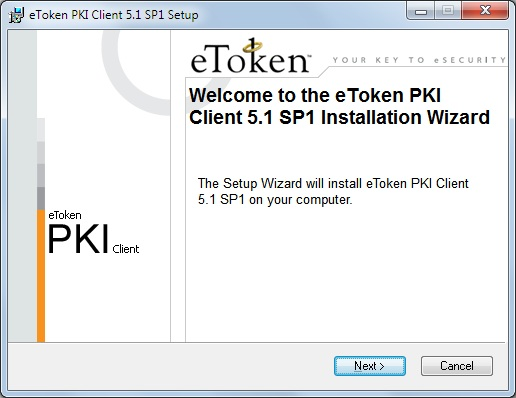 eToken PKI Client 5.1 SP1 Setup
eToken™ YOUR KEY TO eSECURITY
Welcome to the eToken PKI
Client 5.1 SP1 Installation Wizard
The Setup Wizard will install eToken PKI Client
5.1 SP1 on your computer.
eToken
PKI Client
Next >
Cancel